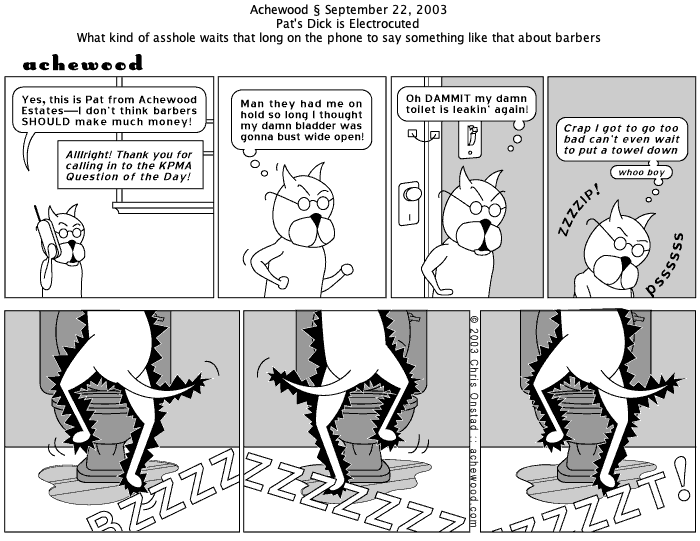 Achewood § September 22, 2003
Pat's Dick is Electrocuted
What kind of asshole waits that long on the phone to say something like that about barbers
achewood
Yes, this is Pat from Achewood
Estates—I don't think barbers
SHOULD make much money!
Alllright! Thank you for
calling in to the KPMA
Question of the Day!
Man they had me on
hold so long I thought
my damn bladder was
gonna bust wide open!
Oh DAMMIT my damn
toilet is leakin' again!
Crap I got to go too
bad can't even wait
to put a towel down
whoo boy
ZZZZIP!
pssssss
BZZZZZ
ZZZZZZZZ
ZZZZZT!
© 2003 Chris Onstad :: achewood.com